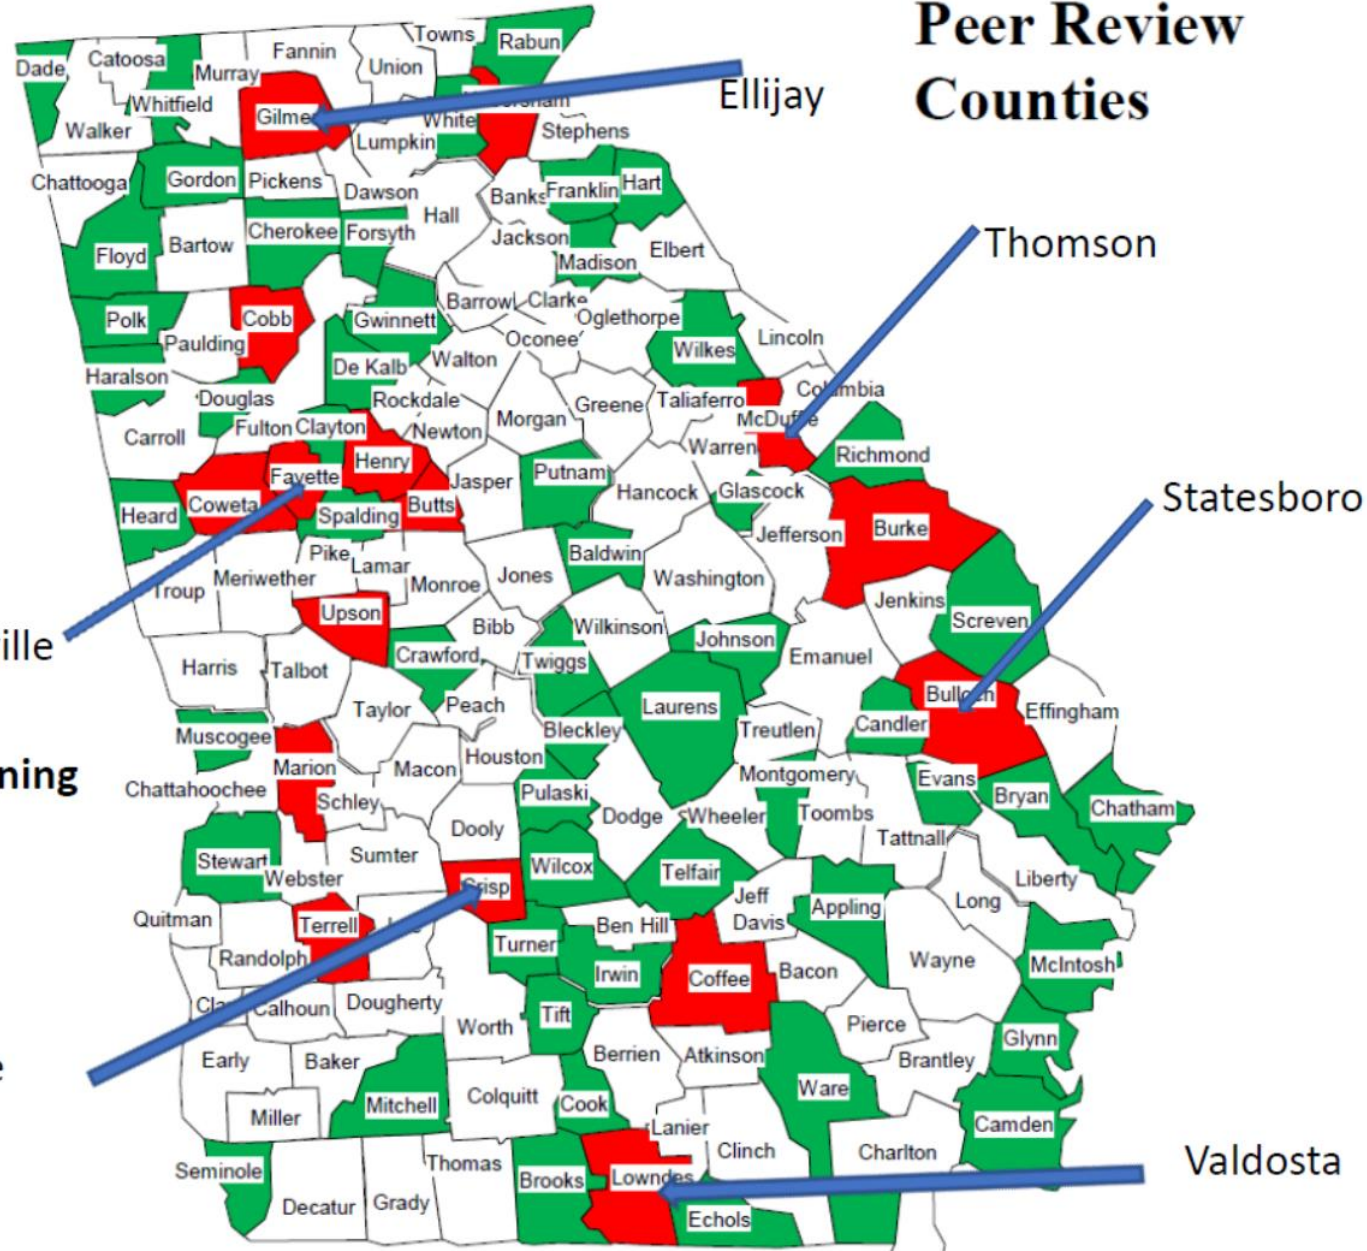 Peer Review
Counties
Ellijay
Thomson
Statesboro
Valdosta
ille
ning
e
Towns
Rabun
Fannin
Union
Dade
Catoosa
Murray
Whitfield
Walker
Gilme
White
Lumpkin
Stephens
Chattooga
Gordon
Pickens
Dawson
Banks
Franklin
Hart
Hall
Floyd
Bartow
Cherokee
Forsyth
Jackson
Madison
Elbert
Polk
Cobb
Paulding
Gwinnett
Barrow
Clarke
Oglethorpe
Oconee
Wilkes
Lincoln
Haralson
De Kalb
Walton
Douglas
Rockdale
Morgan
Greene
Taliaferro
Columbia
McDuffie
Carroll
Fulton
Clayton
Newton
Warren
Richmond
Henry
Fayette
Coweta
Heard
Spalding
Butts
Jasper
Putnam
Hancock
Glascock
Jefferson
Burke
Troup
Meriwether
Pike
Lamar
Monroe
Jones
Baldwin
Washington
Jenkins
Screven
Upson
Bibb
Wilkinson
Johnson
Emanuel
Harris
Talbot
Crawford
Twiggs
Laurens
Bulloch
Effingham
Taylor
Peach
Bleckley
Treutlen
Candler
Muscogee
Marion
Macon
Houston
Chattahoochee
Schley
Dooly
Pulaski
Dodge
Wheeler
Montgomery
Toombs
Evans
Bryan
Chatham
Tattnall
Stewart
Webster
Sumter
Wilcox
Telfair
Jeff
Davis
Appling
Long
Liberty
Crisp
Quitman
Terrell
Randolph
Turner
Ben Hill
Irwin
Coffee
Bacon
Wayne
McIntosh
Calhoun
Dougherty
Worth
Tift
Pierce
Glynn
Early
Baker
Berrien
Atkinson
Brantley
Ware
Miller
Mitchell
Colquitt
Cook
Camden
Lanier
Clinch
Charlton
Seminole
Decatur
Grady
Thomas
Brooks
Lowndes
Echols